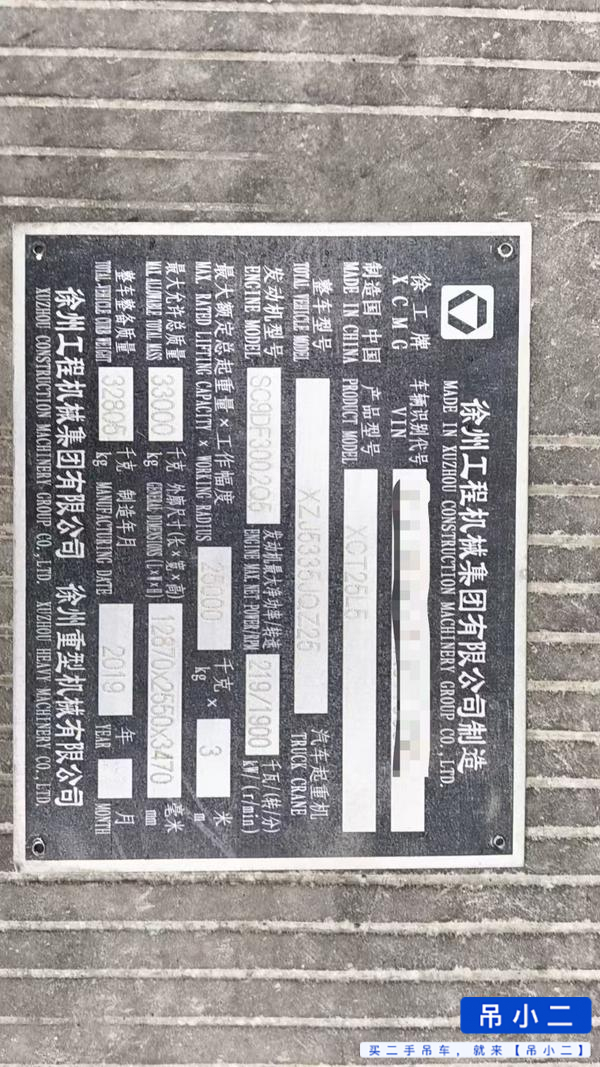 徐州工程机械集团有限公司制造
MADE IN XUZHOU CONSTRUCTION MACHINERY GROUP CO., LTD.
徐工牌
XCMG
车辆识别代号
VIN
制造国 中国
MADE IN CHINA
产品型号
PRODUCT MODEL
XCT25L5
整车型号
TOTAL VEHICLE MODEL
XZJ5335JQZ25
汽车起重机
TRUCK CRANE
发动机型号
ENGINE MODEL
SC9DF300.2Q5
发动机最大净功率/转速
ENGINE MAX. NET POWER/RPM
219/1900
千瓦/(转/分)
kW/(r/min)
最大额定总起重量×工作幅度
MAX. RATED LIFTING CAPACITY × WORKING RADIUS
千克 ×
kg
3
米
m
最大允许总质量
MAX ALLOWABLE TOTAL MASS
33000
千克
kg
外廓尺寸(长×宽×高)
GENERAL DIMENSIONS (L×W×H)
12870x2550x3470
毫米
mm
整车整备质量
TOTAL VEHICLE CURB WEIGHT
千克
kg
制造年月
MANUFACTURING DATE
2019
年
YEAR
月
MONTH
徐州工程机械集团有限公司 徐州重型机械有限公司
XUZHOU CONSTRUCTION MACHINERY GROUP CO., LTD. XUZHOU HEAVY MACHINERY CO., LTD.
吊小二
买二手吊车，就来【吊小二】